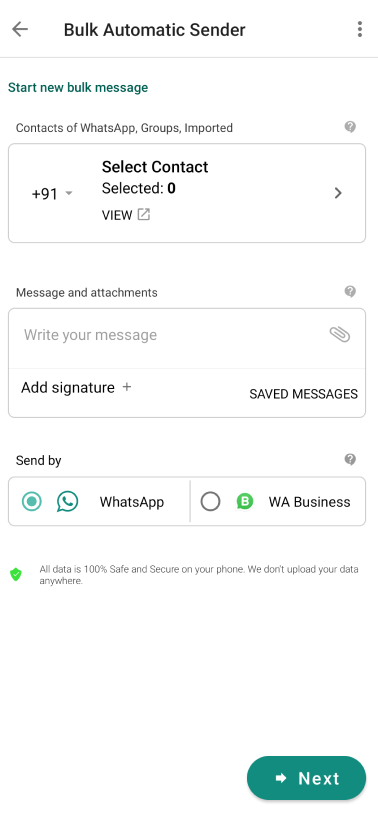 Bulk Automatic Sender
Start new bulk message
Contacts of WhatsApp, Groups, Imported
+91
Select Contact
Selected: 0
VIEW
Message and attachments
Write your message
Add signature +
SAVED MESSAGES
Send by
WhatsApp
B WA Business
All data is 100% Safe and Secure on your phone. We don't upload your data
anywhere.
Next